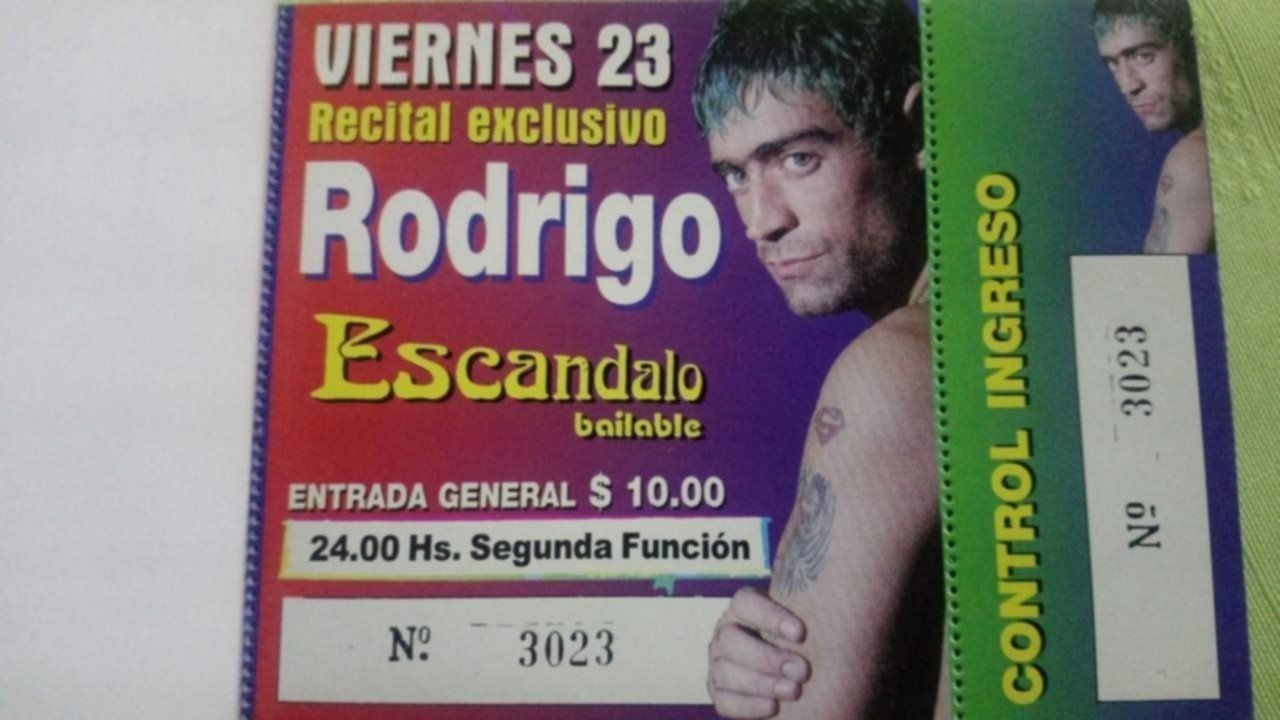 VIERNES 23
Recital exclusivo
Rodrigo
Escandalo
bailable
ENTRADA GENERAL $ 10.00
24.00 Hs. Segunda Función
Nº. 3023
CONTROL INGRESO
Nº 3023